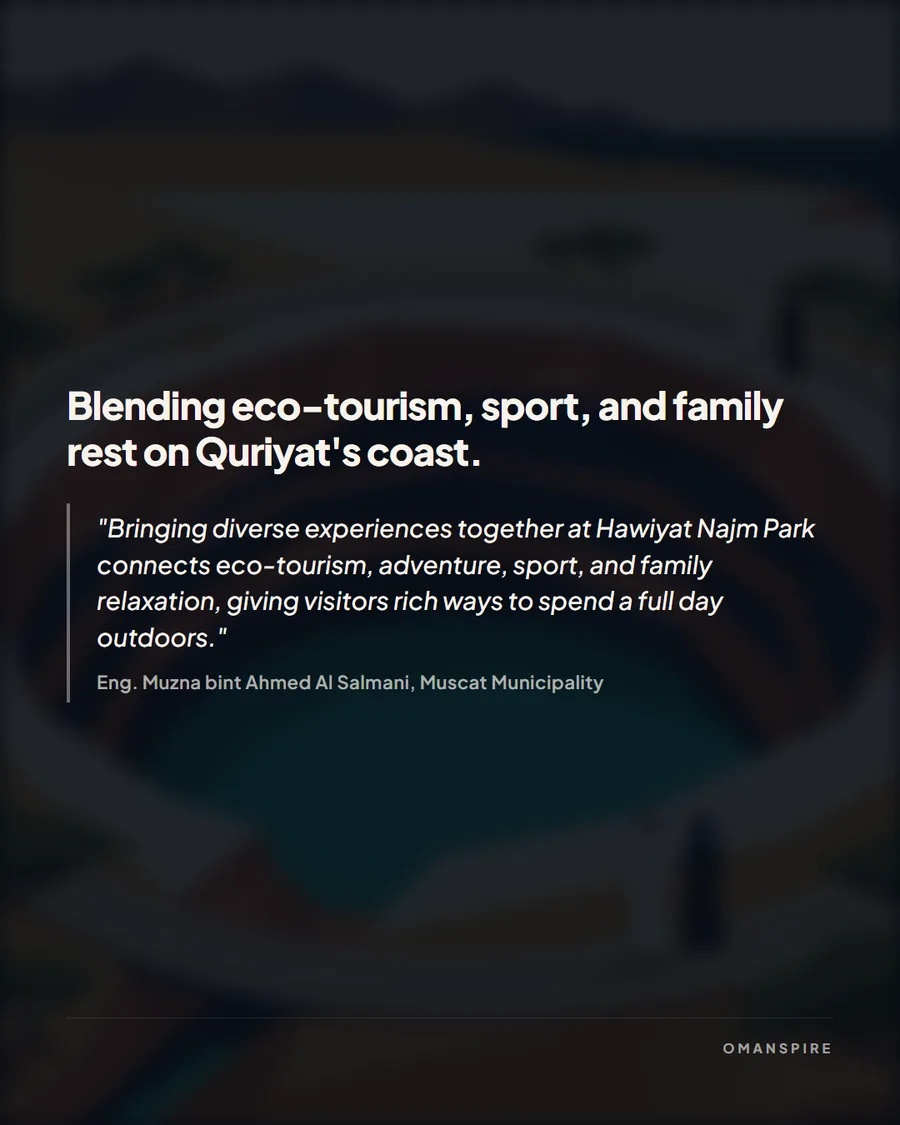 Blending eco-tourism, sport, and family
rest on Quriyat's coast.
"Bringing diverse experiences together at Hawiyat Najm Park
connects eco-tourism, adventure, sport, and family
relaxation, giving visitors rich ways to spend a full day
outdoors."
Eng. Muzna bint Ahmed Al Salmani, Muscat Municipality
OMANSPIRE